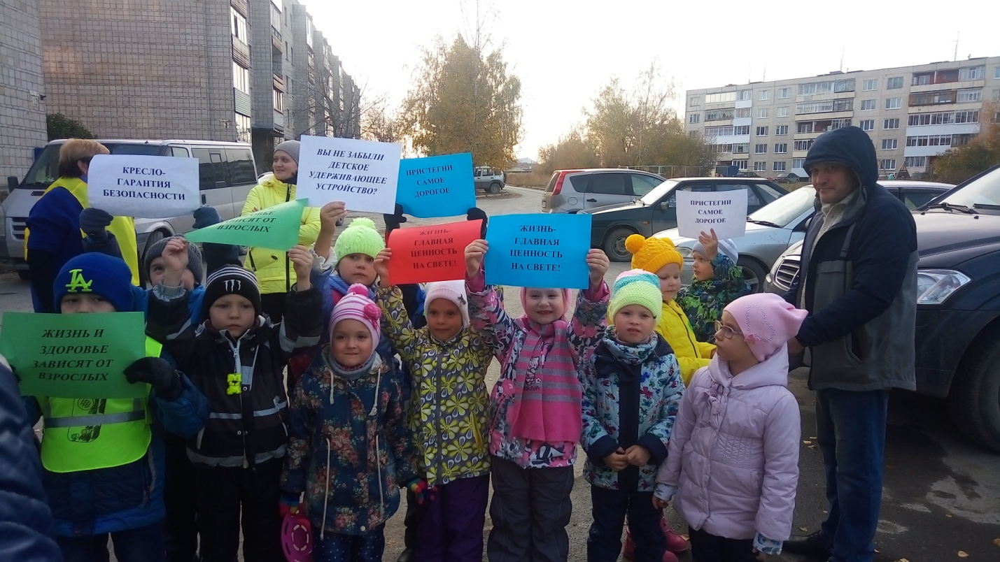 КРЕСЛО-
ГАРАНТИЯ
БЕЗОПАСНОСТИ
ВЫ НЕ ЗАБЫЛИ
ДЕТСКОЕ
УДЕРЖИВАЮЩЕЕ
УСТРОЙСТВО?
ПРИСТЕГНИ
САМОЕ
ДОРОГОЕ
ПРИСТЕГНИ
САМОЕ
ДОРОГОЕ
ЗДОРОВЬЕ
ЗАВИСЯТ ОТ
ВЗРОСЛЫХ
ЖИЗНЬ-
ГЛАВНАЯ
ЦЕННОСТЬ
НА СВЕТЕ!
ЖИЗНЬ-
ГЛАВНАЯ
ЦЕННОСТЬ
НА СВЕТЕ!
LA
ЖИЗНЬ И
ЗДОРОВЬЕ
ЗАВИСЯТ ОТ
ВЗРОСЛЫХ